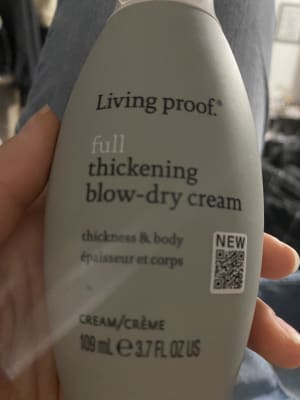 Living proof.®
full
thickening
blow-dry cream
thickness & body
épaisseur et corps
NEW
CREAM/CRÈME
109 mL ℮ 3.7 FL OZ US